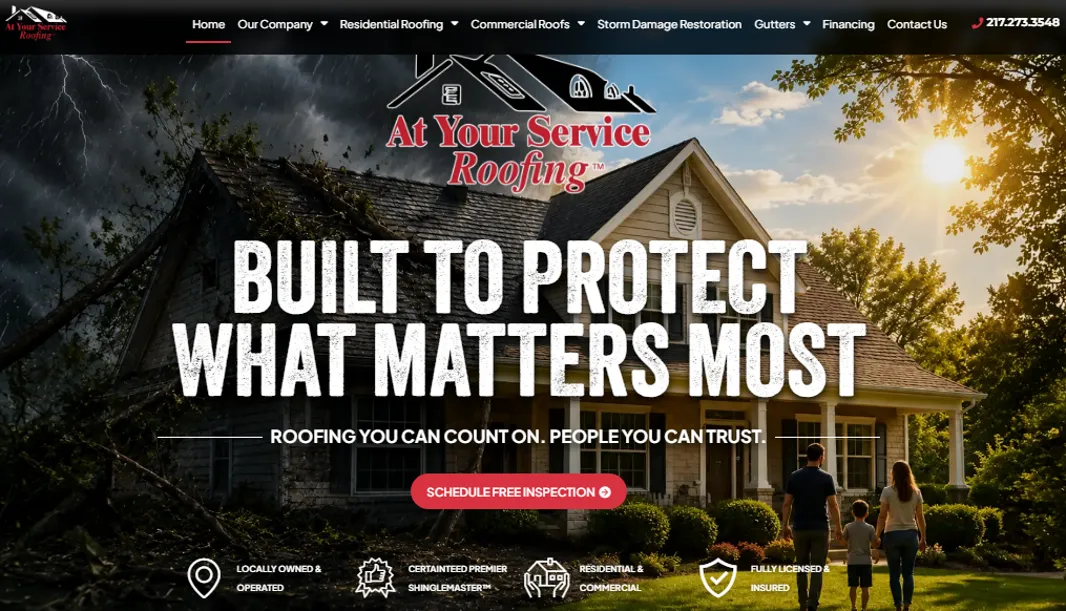 At Your Service
Roofing
Home Our Company Residential Roofing Commercial Roofs Storm Damage Restoration Gutters Financing Contact Us 217.273.3548
At Your Service
Roofing™
BUILT TO PROTECT
WHAT MATTERS MOST
ROOFING YOU CAN COUNT ON. PEOPLE YOU CAN TRUST.
SCHEDULE FREE INSPECTION
LOCALLY OWNED &
OPERATED
CERTAINTEED PREMIER
SHINGLEMASTER™
RESIDENTIAL &
COMMERCIAL
FULLY LICENSED &
INSURED